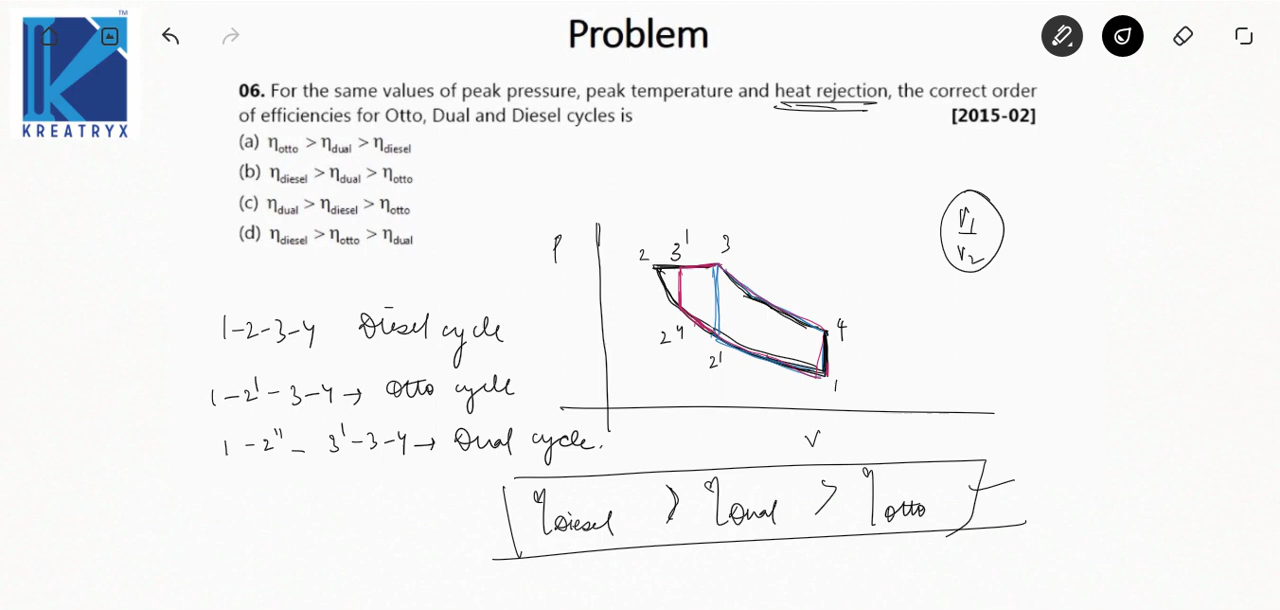 Problem
TM
KREATRYX
06. For the same values of peak pressure, peak temperature and heat rejection, the correct order
of efficiencies for Otto, Dual and Diesel cycles is [2015-02]
(a) ηotto > ηdual > ηdiesel
(b) ηdiesel > ηdual > ηotto
(c) ηdual > ηdiesel > ηotto
(d) ηdiesel > ηotto > ηdual
V1
V2
P
2 3' 3
2"
2'
4
1
V
1-2-3-4 Diesel cycle
1-2'-3-4 → Otto cycle
1-2"-3'-3-4 → Dual cycle.
ηDiesel > ηDual > ηotto